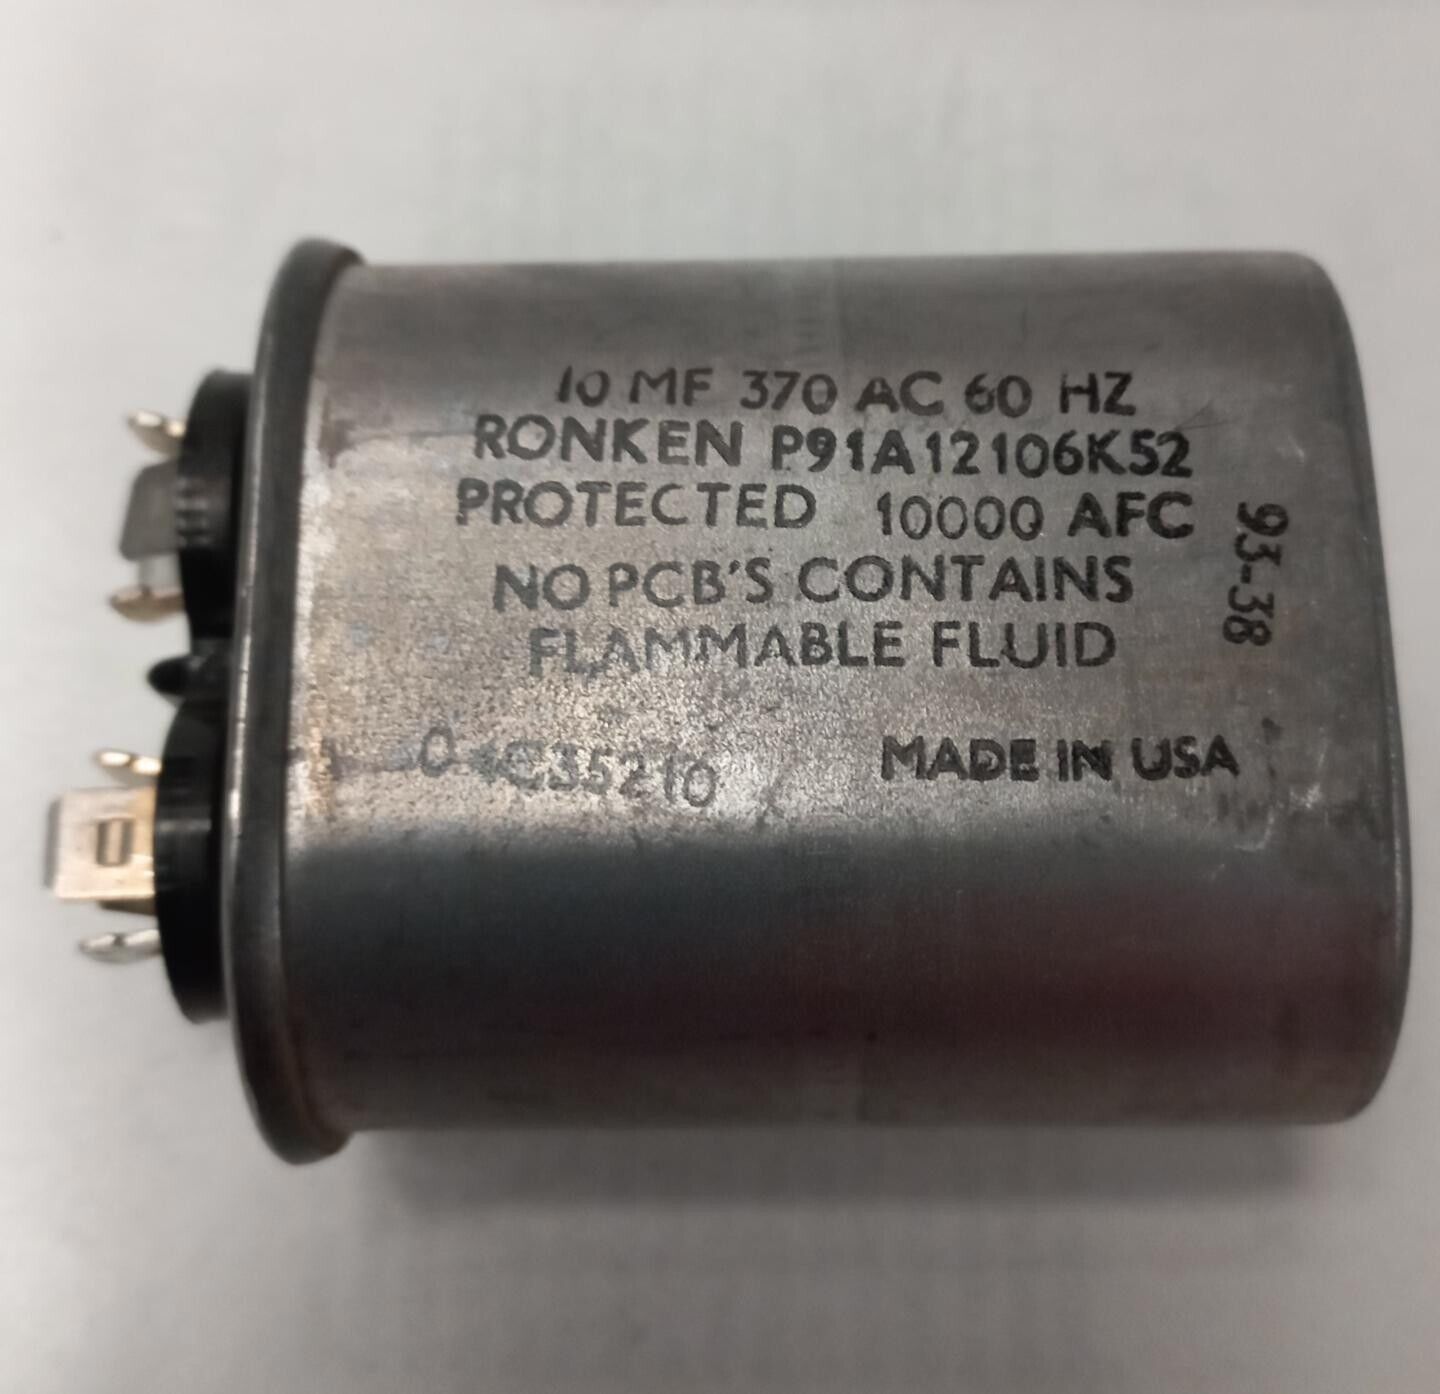 10 MF 370 AC 60 HZ
RONKEN P91A12106K52
PROTECTED 10000 AFC
NO PCB'S CONTAINS
FLAMMABLE FLUID
MADE IN USA
93-38